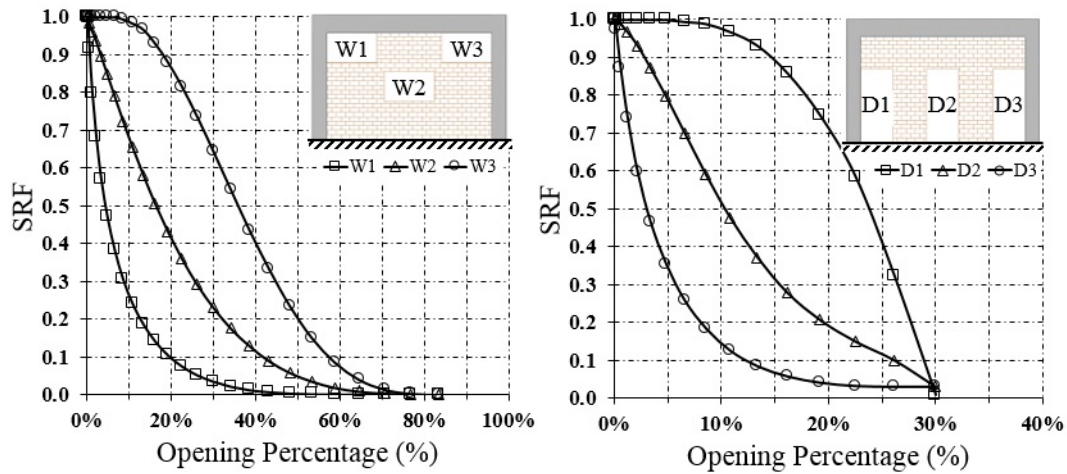 1.0
0.9
0.8
0.7
0.6
0.5
0.4
0.3
0.2
0.1
0.0
SRF
0% 20% 40% 60% 80% 100%
Opening Percentage (%)
W1 W3
W2
W1 W2 W3
1.0
0.9
0.8
0.7
0.6
0.5
0.4
0.3
0.2
0.1
0.0
SRF
0% 10% 20% 30% 40%
Opening Percentage (%)
D1 D2 D3
D1 D2 D3